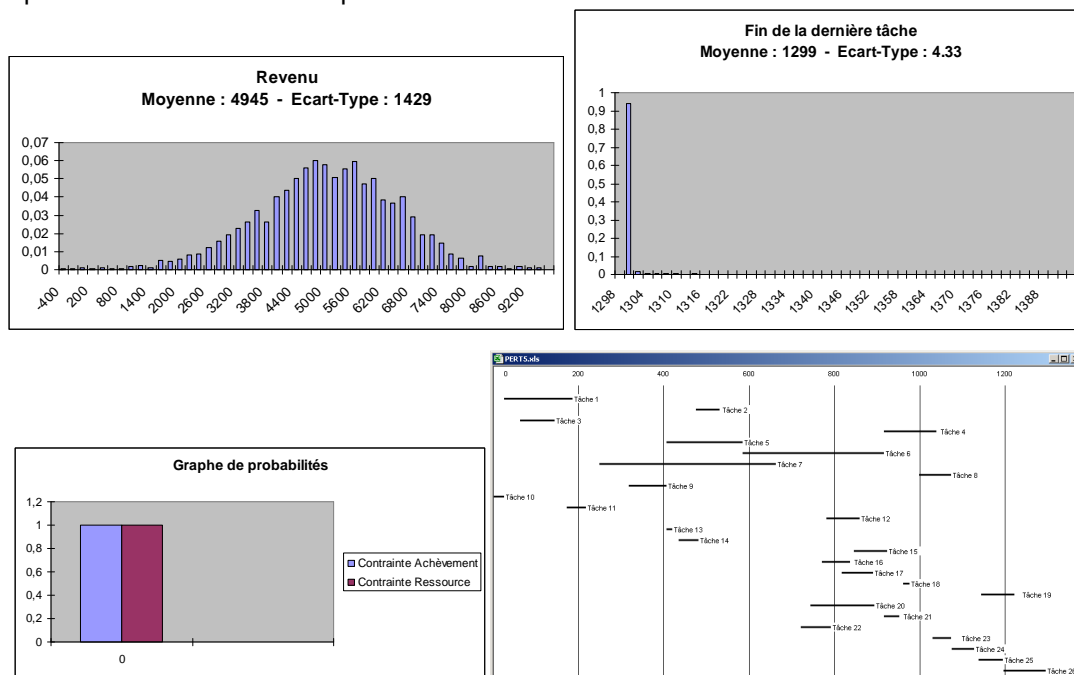 Revenu
Moyenne : 4945 - Ecart-Type : 1429
0,07
0,06
0,05
0,04
0,03
0,02
0,01
0
-400
200
800
1400
2000
2600
3200
3800
4400
5000
5600
6200
6800
7400
8000
8600
9200
Fin de la dernière tâche
Moyenne : 1299 - Ecart-Type : 4.33
1
0,9
0,8
0,7
0,6
0,5
0,4
0,3
0,2
0,1
0
1298
1304
1310
1316
1322
1328
1334
1340
1346
1352
1358
1364
1370
1376
1382
1388
Graphe de probabilités
1,2
1
0,8
0,6
0,4
0,2
0
0
Contrainte Achèvement
Contrainte Ressource
PERT5.xls
0 200 400 600 800 1000 1200
Tâche 1
Tâche 2
Tâche 3
Tâche 4
Tâche 5
Tâche 6
Tâche 7
Tâche 8
Tâche 9
Tâche 10
Tâche 11
Tâche 12
Tâche 13
Tâche 14
Tâche 15
Tâche 16
Tâche 17
Tâche 18
Tâche 19
Tâche 20
Tâche 21
Tâche 22
Tâche 23
Tâche 24
Tâche 25
Tâche 26